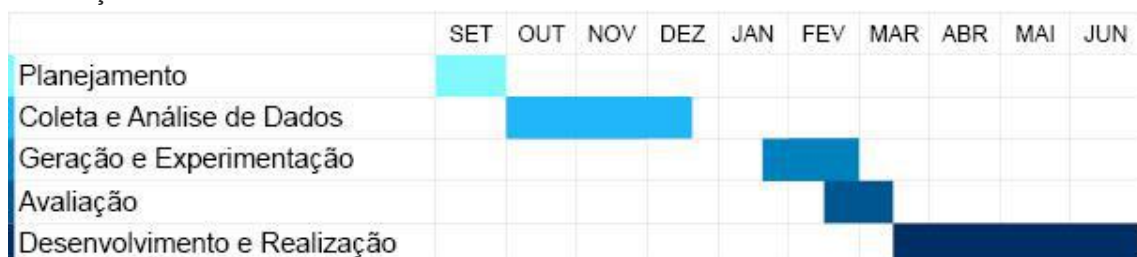 SET OUT NOV DEZ JAN FEV MAR ABR MAI JUN
Planejamento
Coleta e Análise de Dados
Geração e Experimentação
Avaliação
Desenvolvimento e Realização